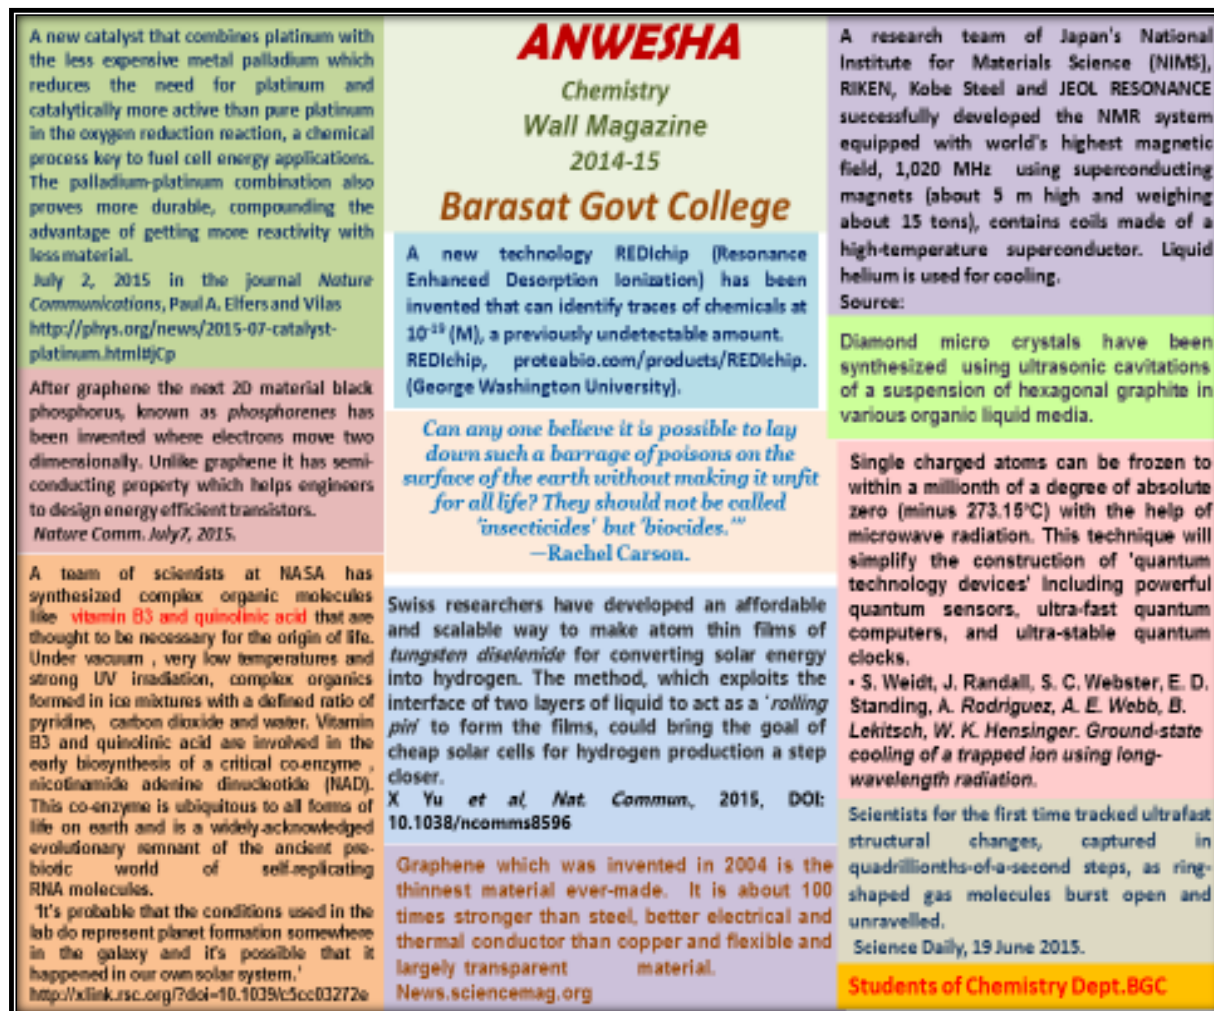 A new catalyst that combines platinum with
the less expensive metal palladium which
reduces the need for platinum and
catalytically more active than pure platinum
in the oxygen reduction reaction, a chemical
process key to fuel cell energy applications.
The palladium-platinum combination also
proves more durable, compounding the
advantage of getting more reactivity with
less material.
July 2, 2015 in the journal Nature
Communications, Paul A. Elfers and Vilas
http://phys.org/news/2015-07-catalyst-
platinum.html#jCp
After graphene the next 2D material black
phosphorus, known as phosphorenes has
been invented where electrons move two
dimensionally. Unlike graphene it has semi-
conducting property which helps engineers
to design energy efficient transistors.
Nature Comm. July7, 2015.
A team of scientists at NASA has
synthesized complex organic molecules
like vitamin B3 and quinolinic acid that are
thought to be necessary for the origin of life.
Under vacuum , very low temperatures and
strong UV irradiation, complex organics
formed in ice mixtures with a defined ratio of
pyridine, carbon dioxide and water. Vitamin
B3 and quinolinic acid are involved in the
early biosynthesis of a critical co-enzyme ,
nicotinamide adenine dinucleotide (NAD).
This co-enzyme is ubiquitous to all forms of
life on earth and is a widely-acknowledged
evolutionary remnant of the ancient pre-
biotic world of self-replicating
RNA molecules.
'It's probable that the conditions used in the
lab do represent planet formation somewhere
in the galaxy and it's possible that it
happened in our own solar system.'
http://xlink.rsc.org/?doi=10.1039/c5cc03272e
ANWESHA
Chemistry
Wall Magazine
2014-15
Barasat Govt College
A new technology REDIchip (Resonance
Enhanced Desorption Ionization) has been
invented that can identify traces of chemicals at
10⁻¹⁹ (M), a previously undetectable amount.
REDIchip, proteabio.com/products/REDIchip.
(George Washington University).
Can any one believe it is possible to lay
down such a barrage of poisons on the
surface of the earth without making it unfit
for all life? They should not be called
'insecticides' but 'biocides.'"
—Rachel Carson.
Swiss researchers have developed an affordable
and scalable way to make atom thin films of
tungsten diselenide for converting solar energy
into hydrogen. The method, which exploits the
interface of two layers of liquid to act as a 'rolling
pin' to form the films, could bring the goal of
cheap solar cells for hydrogen production a step
closer.
X Yu et al, Nat. Commun., 2015, DOI:
10.1038/ncomms8596
Graphene which was invented in 2004 is the
thinnest material ever-made. It is about 100
times stronger than steel, better electrical and
thermal conductor than copper and flexible and
largely transparent material.
News.sciencemag.org
A research team of Japan's National
Institute for Materials Science (NIMS),
RIKEN, Kobe Steel and JEOL RESONANCE
successfully developed the NMR system
equipped with world's highest magnetic
field, 1,020 MHz using superconducting
magnets (about 5 m high and weighing
about 15 tons), contains coils made of a
high-temperature superconductor. Liquid
helium is used for cooling.
Source:
Diamond micro crystals have been
synthesized using ultrasonic cavitations
of a suspension of hexagonal graphite in
various organic liquid media.
Single charged atoms can be frozen to
within a millionth of a degree of absolute
zero (minus 273.15°C) with the help of
microwave radiation. This technique will
simplify the construction of 'quantum
technology devices' Including powerful
quantum sensors, ultra-fast quantum
computers, and ultra-stable quantum
clocks.
• S. Weidt, J. Randall, S. C. Webster, E. D.
Standing, A. Rodriguez, A. E. Webb, B.
Lekitsch, W. K. Hensinger. Ground-state
cooling of a trapped ion using long-
wavelength radiation.
Scientists for the first time tracked ultrafast
structural changes, captured in
quadrillionths-of-a-second steps, as ring-
shaped gas molecules burst open and
unravelled.
Science Daily, 19 June 2015.
Students of Chemistry Dept.BGC